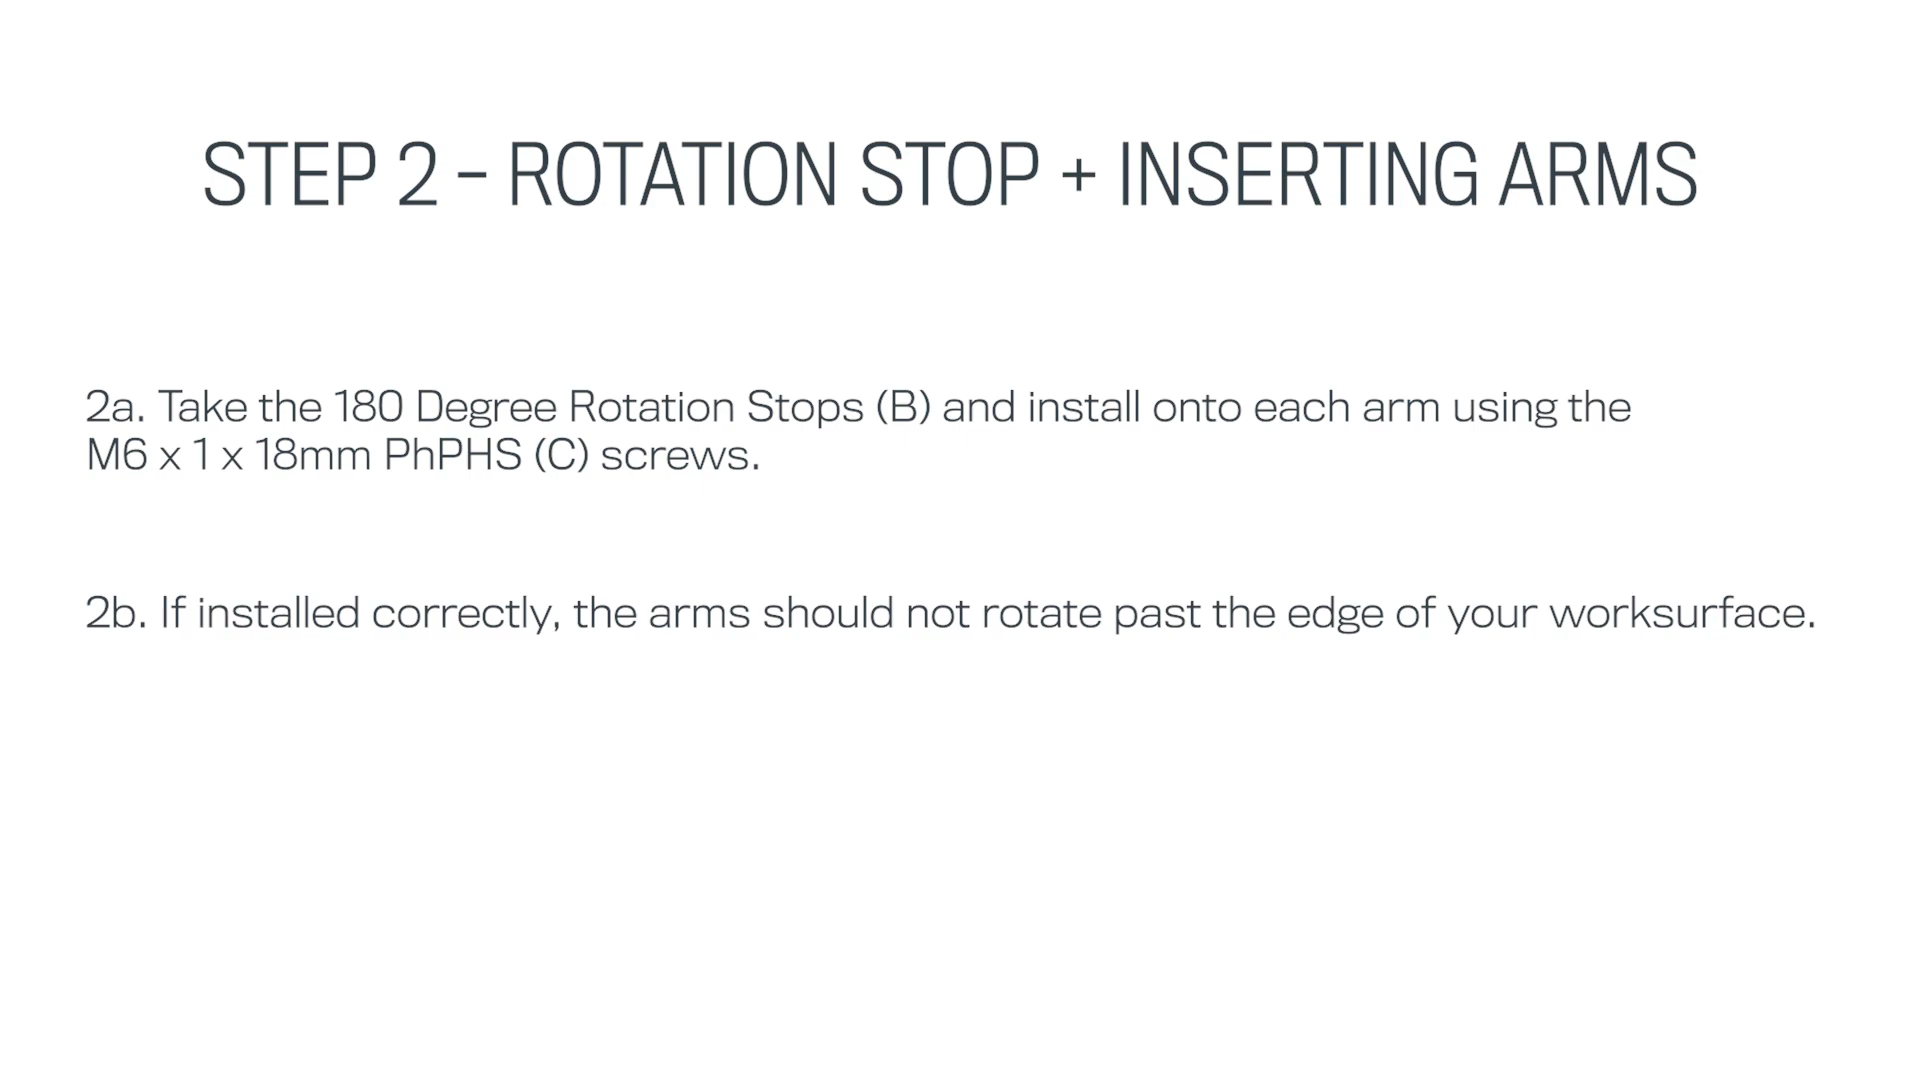 STEP 2 - ROTATION STOP + INSERTING ARMS
2a. Take the 180 Degree Rotation Stops (B) and install onto each arm using the
M6 x 1 x 18mm PhPHS (C) screws.
2b. If installed correctly, the arms should not rotate past the edge of your worksurface.